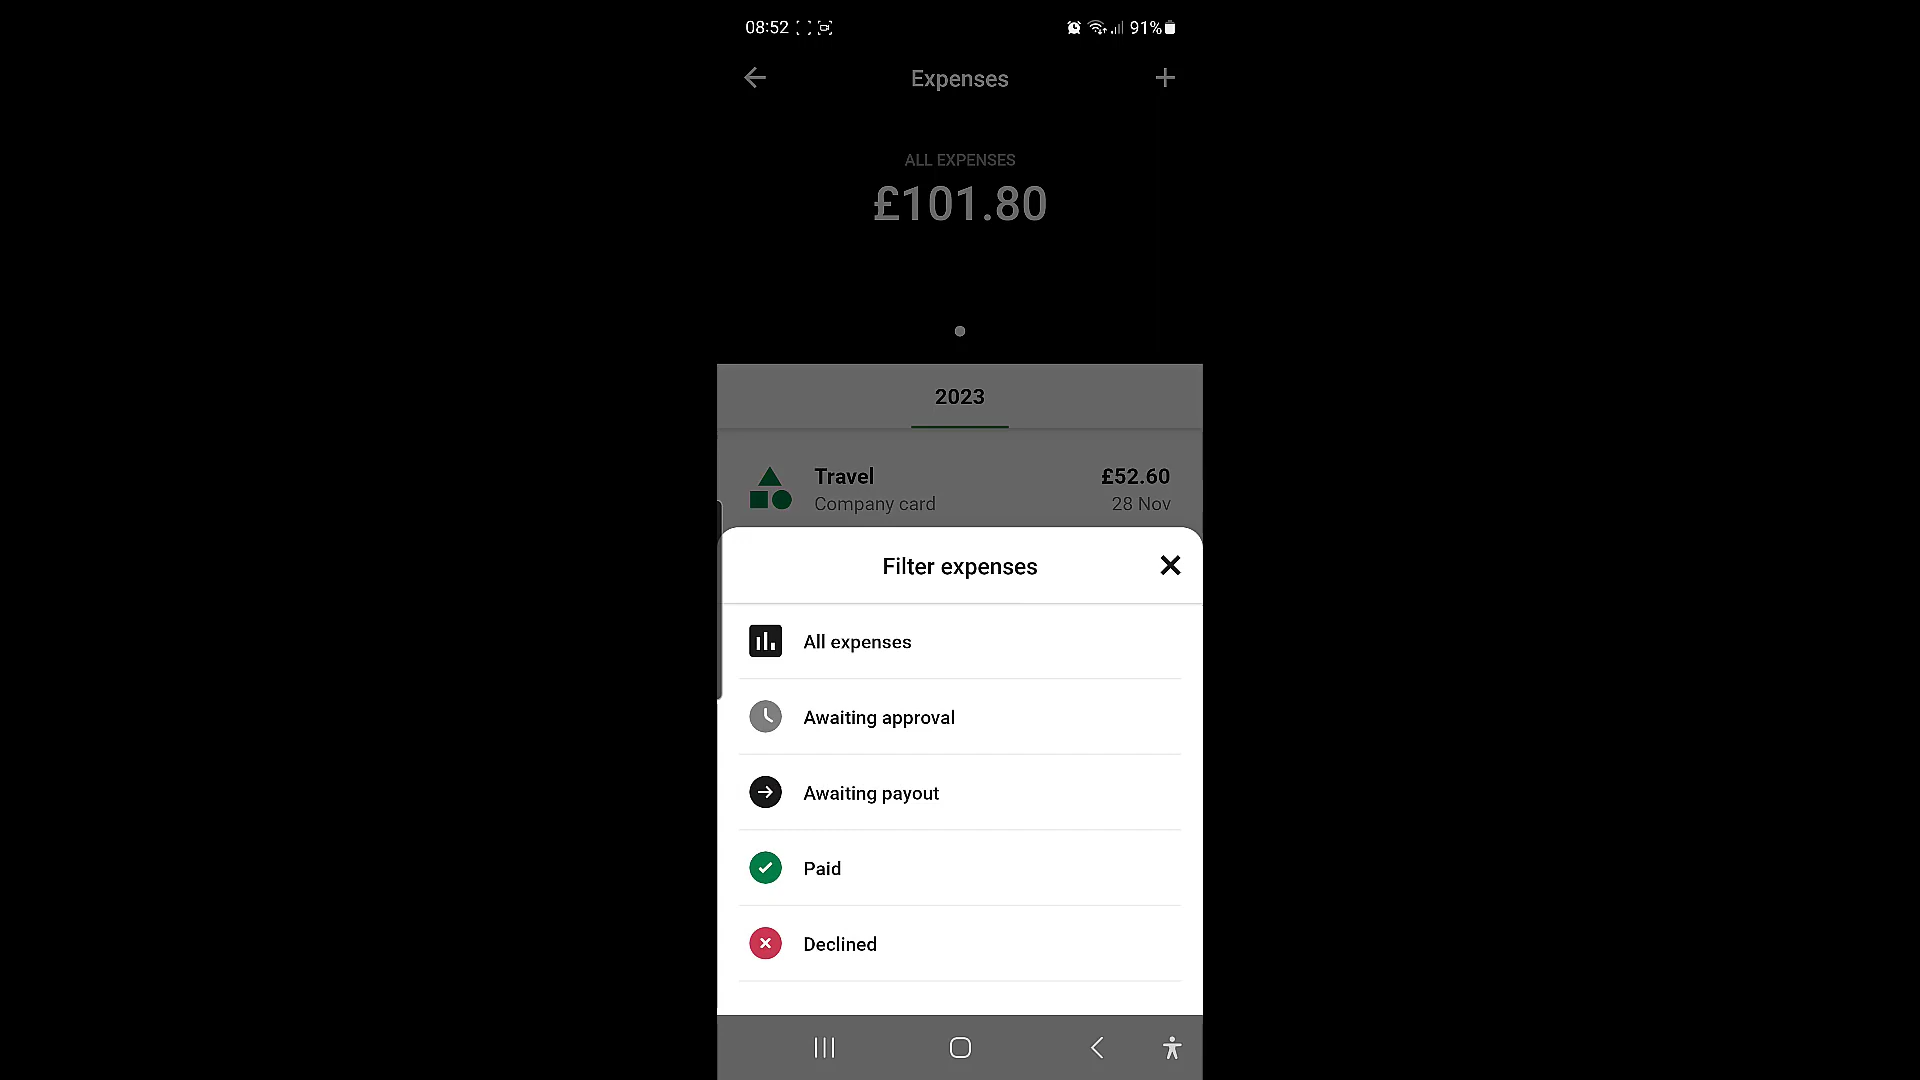 08:52
91%
Expenses
ALL EXPENSES
£101.80
2023
Travel £52.60
Company card 28 Nov
Filter expenses
All expenses
Awaiting approval
Awaiting payout
Paid
Declined